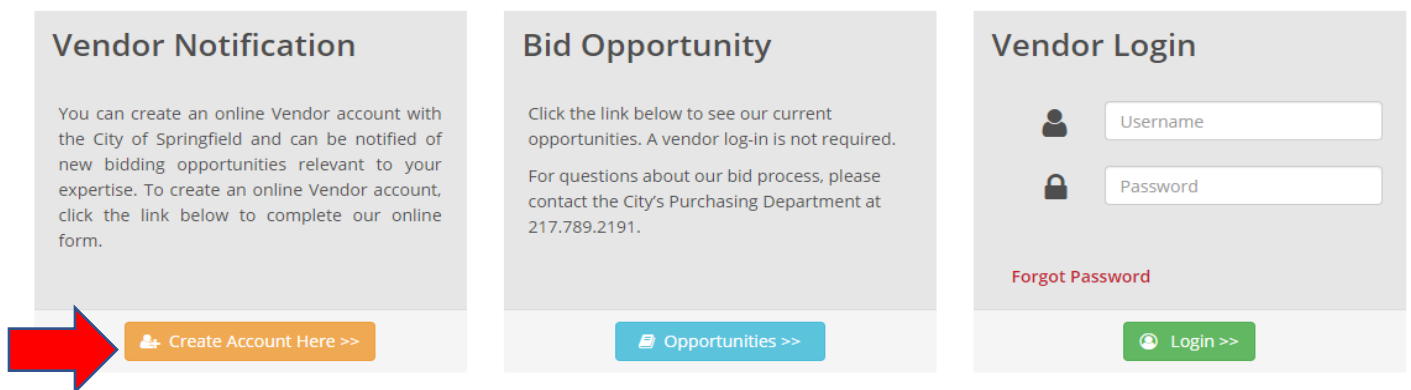 Vendor Notification
You can create an online Vendor account with
the City of Springfield and can be notified of
new bidding opportunities relevant to your
expertise. To create an online Vendor account,
click the link below to complete our online
form.
Create Account Here >>
Bid Opportunity
Click the link below to see our current
opportunities. A vendor log-in is not required.
For questions about our bid process, please
contact the City’s Purchasing Department at
217.789.2191.
Opportunities >>
Vendor Login
Username
Password
Forgot Password
Login >>